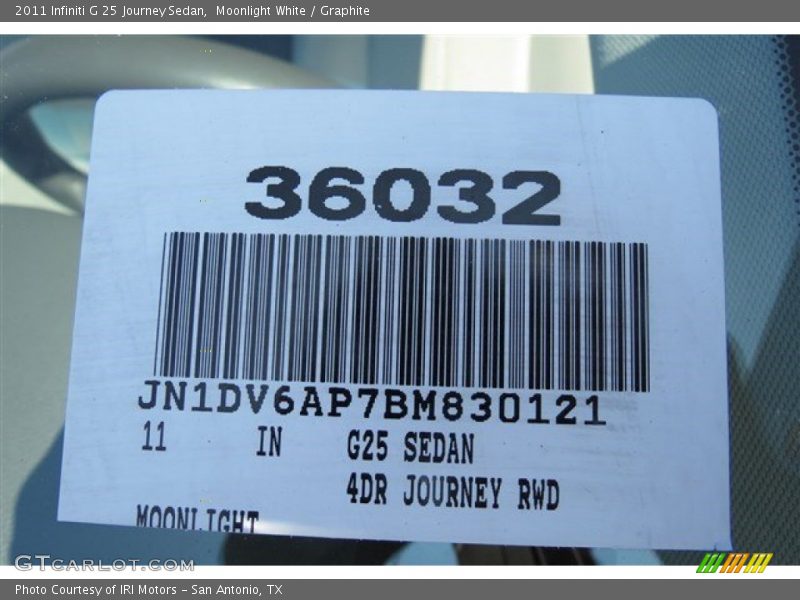 2011 Infiniti G 25 Journey Sedan, Moonlight White / Graphite
36032
JN1DV6AP7BM830121
11 IN G25 SEDAN
4DR JOURNEY RWD
MOONLIGHT
GTCarLot.com
Photo Courtesy of IRI Motors – San Antonio, TX